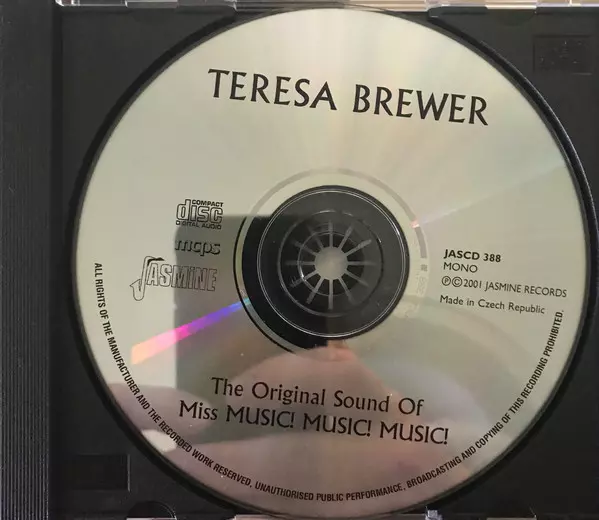 TERESA BREWER
COMPACT
disc
DIGITAL AUDIO
mcps
JASMINE
JASCD 388
MONO
Ⓟ©2001 JASMINE RECORDS
Made in Czech Republic
The Original Sound Of
Miss MUSIC! MUSIC! MUSIC!
ALL RIGHTS OF THE MANUFACTURER AND THE RECORDED WORK RESERVED. UNAUTHORISED PUBLIC PERFORMANCE, BROADCASTING AND COPYING OF THIS RECORDING PROHIBITED.